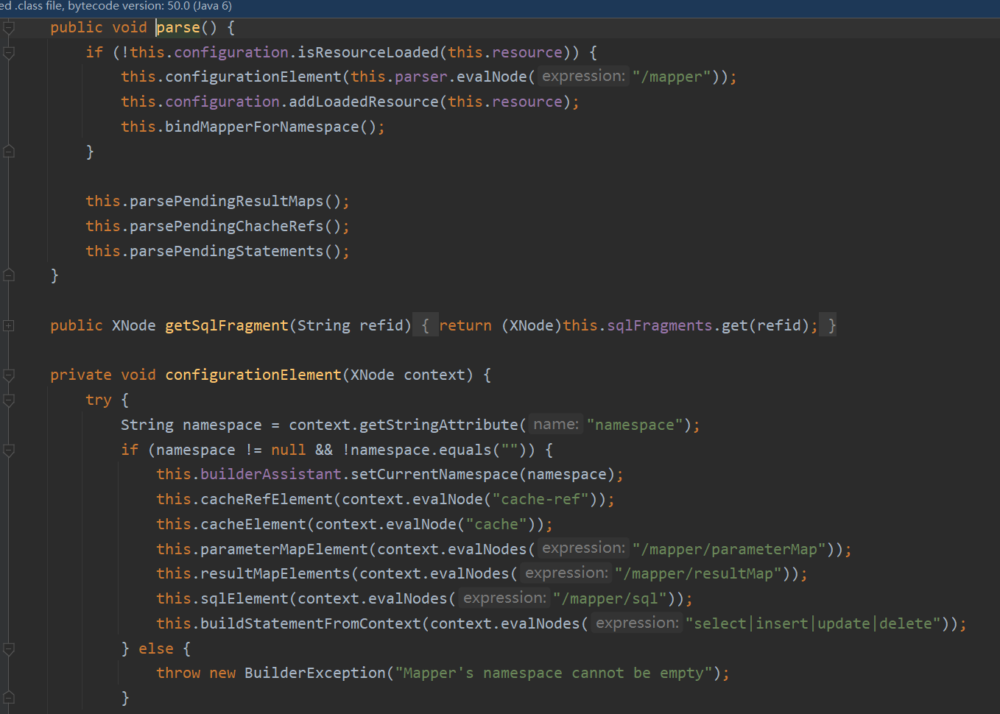 ed .class file, bytecode version: 50.0 (Java 6)
public void parse() {
if (!this.configuration.isResourceLoaded(this.resource)) {
this.configurationElement(this.parser.evalNode( expression: "/mapper"));
this.configuration.addLoadedResource(this.resource);
this.bindMapperForNamespace();
}
this.parsePendingResultMaps();
this.parsePendingChacheRefs();
this.parsePendingStatements();
}
public XNode getSqlFragment(String refid) { return (XNode)this.sqlFragments.get(refid); }
private void configurationElement(XNode context) {
try {
String namespace = context.getStringAttribute( name: "namespace");
if (namespace != null && !namespace.equals("")) {
this.builderAssistant.setCurrentNamespace(namespace);
this.cacheRefElement(context.evalNode("cache-ref"));
this.cacheElement(context.evalNode("cache"));
this.parameterMapElement(context.evalNodes( expression: "/mapper/parameterMap"));
this.resultMapElements(context.evalNodes( expression: "/mapper/resultMap"));
this.sqlElement(context.evalNodes( expression: "/mapper/sql"));
this.buildStatementFromContext(context.evalNodes( expression: "select|insert|update|delete"));
} else {
throw new BuilderException("Mapper's namespace cannot be empty");
}